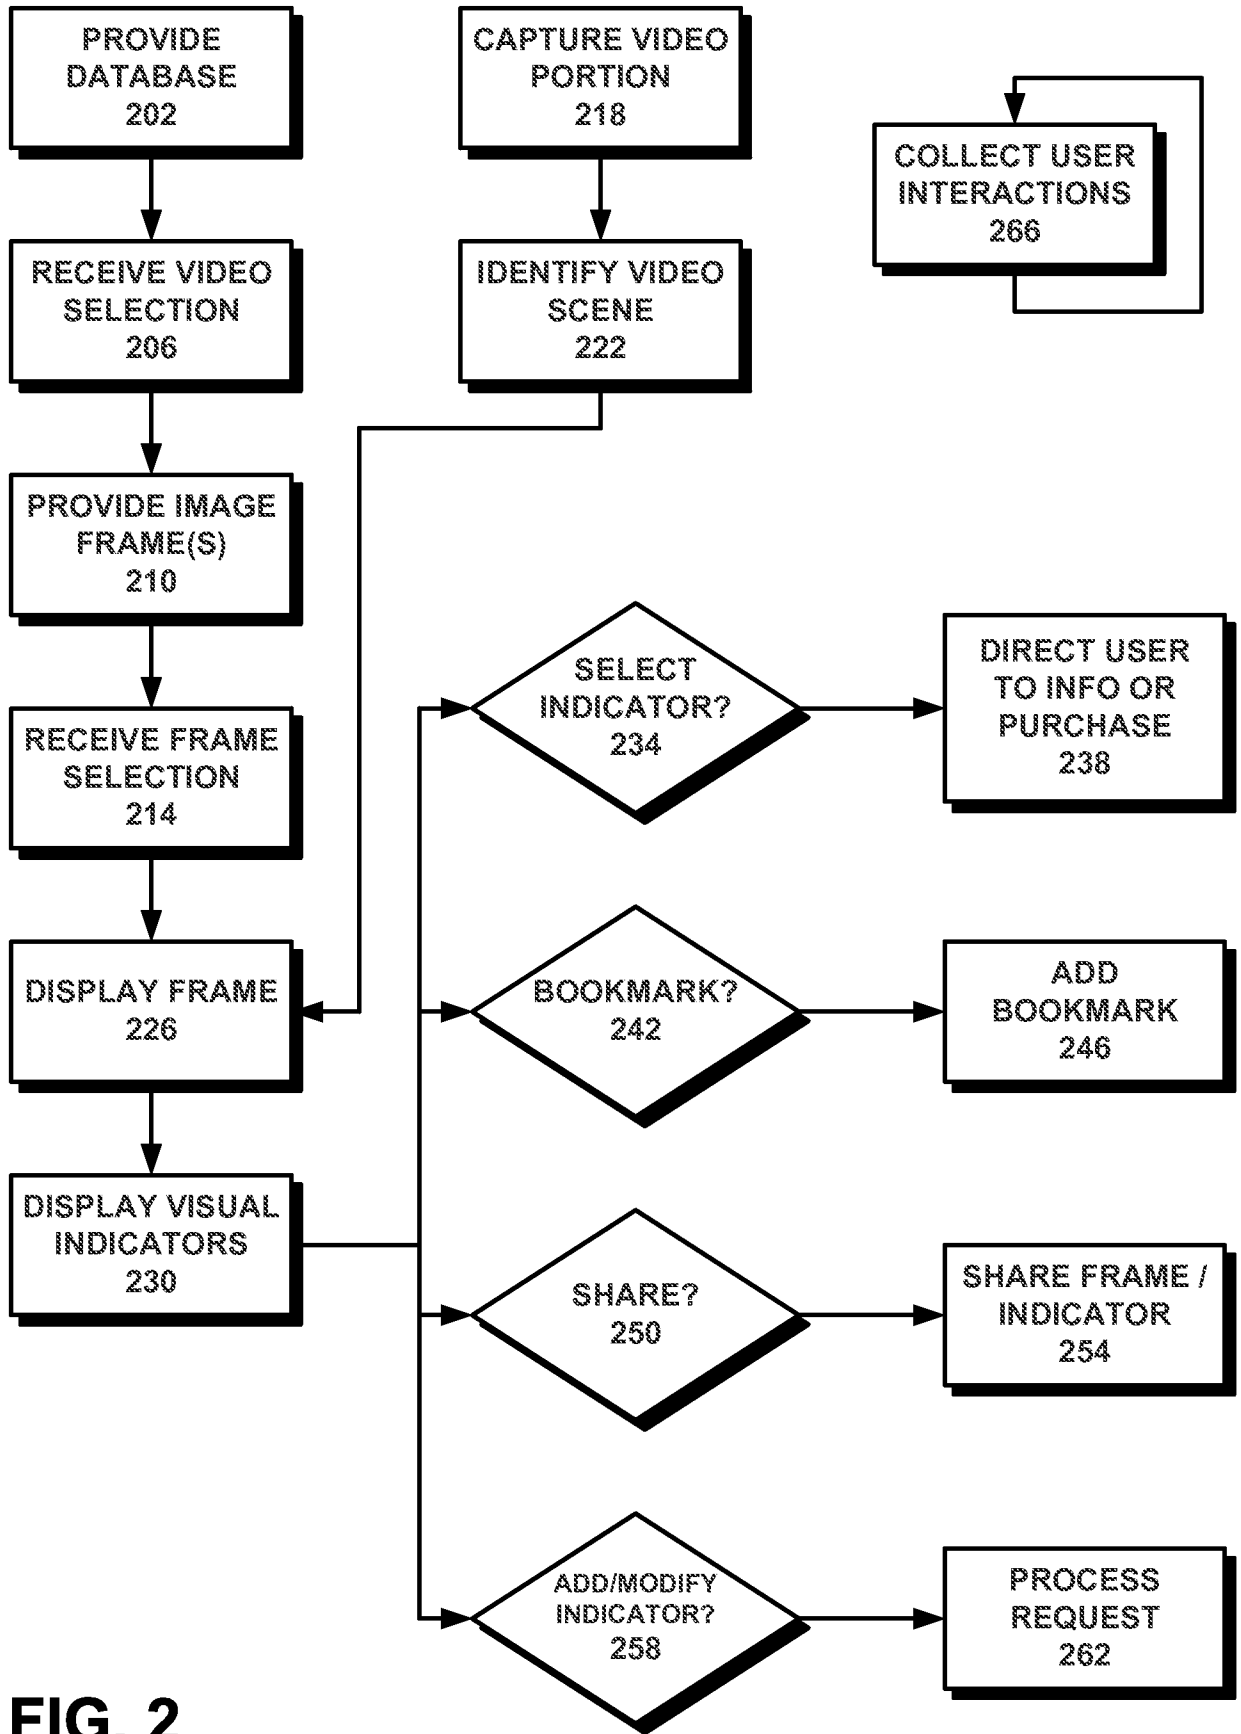 PROVIDE
DATABASE
202
CAPTURE VIDEO
PORTION
218
COLLECT USER
INTERACTIONS
266
RECEIVE VIDEO
SELECTION
206
IDENTIFY VIDEO
SCENE
222
PROVIDE IMAGE
FRAME(S)
210
RECEIVE FRAME
SELECTION
214
DISPLAY FRAME
226
DISPLAY VISUAL
INDICATORS
230
SELECT
INDICATOR?
234
DIRECT USER
TO INFO OR
PURCHASE
238
BOOKMARK?
242
ADD
BOOKMARK
246
SHARE?
250
SHARE FRAME /
INDICATOR
254
ADD/MODIFY
INDICATOR?
258
PROCESS
REQUEST
262
FIG. 2